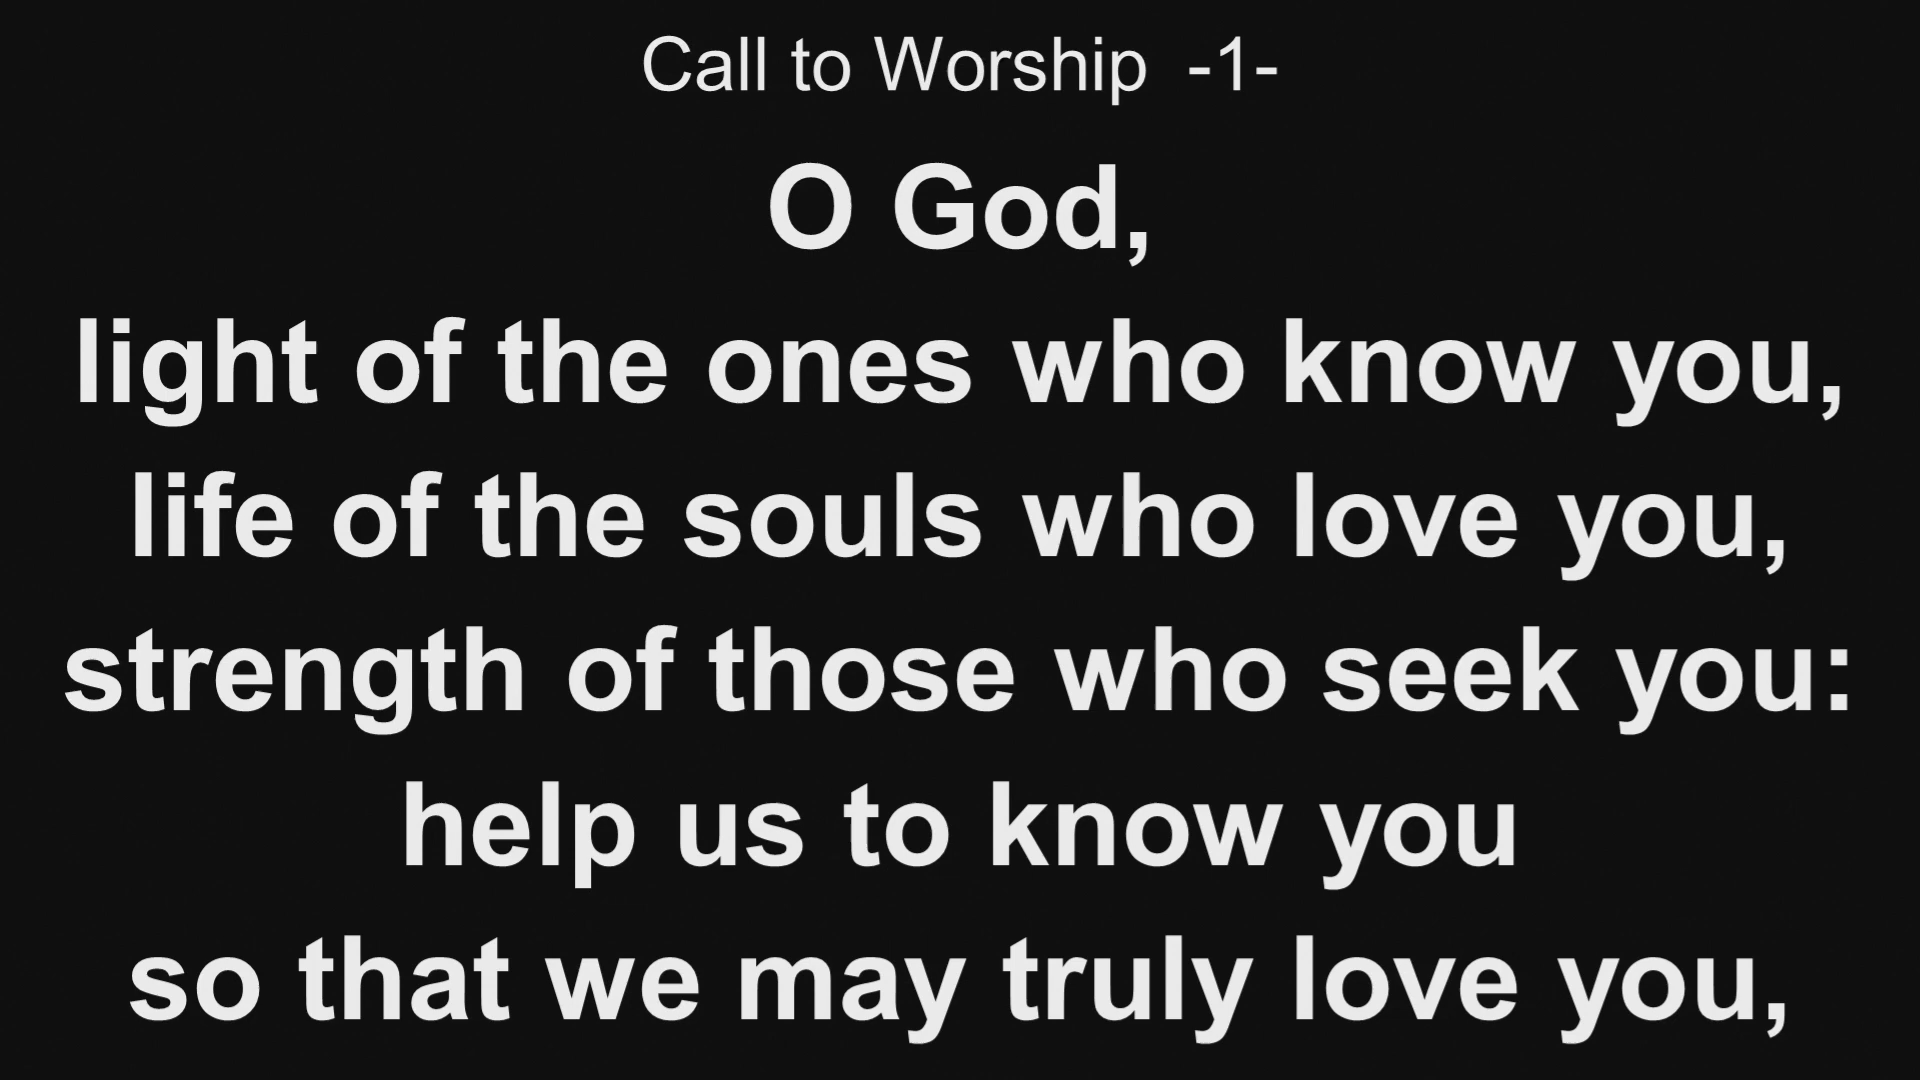 Call to Worship  -1-
O God,
light of the ones who know you,
life of the souls who love you,
strength of those who seek you:
help us to know you
so that we may truly love you,